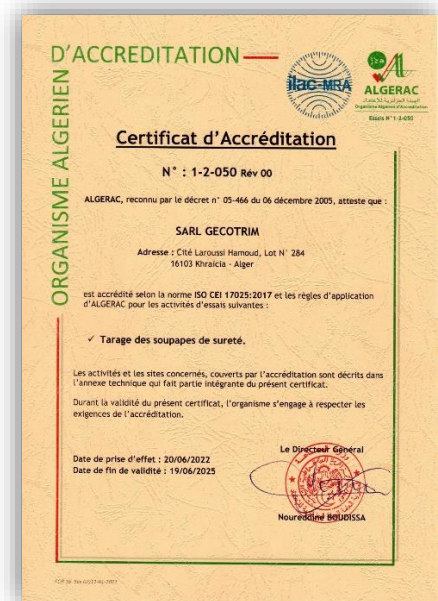 D'ACCREDITATION
ORGANISME ALGERIEN
ilac-MRA
ALGERAC
Organisme Algérien d'Accréditation
Essais N° 1-2-050
Certificat d'Accréditation
N° : 1-2-050 Rév 00
ALGERAC, reconnu par le décret n° 05-466 du 06 décembre 2005, atteste que :
SARL GECOTRIM
Adresse : Cité Laroussi Hamoud, Lot N° 284
16103 Khraicia - Alger
est accrédité selon la norme ISO CEI 17025:2017 et les règles d'application
d'ALGERAC pour les activités d'essais suivantes :
✓ Tarage des soupapes de sureté.
Les activités et les sites concernés, couverts par l'accréditation sont décrits dans
l'annexe technique qui fait partie intégrante du présent certificat.
Durant la validité du présent certificat, l'organisme s'engage à respecter les
exigences de l'accréditation.
Le Directeur Général
Date de prise d'effet : 20/06/2022
Date de fin de validité : 19/06/2025
Noureddine BOUDISSA